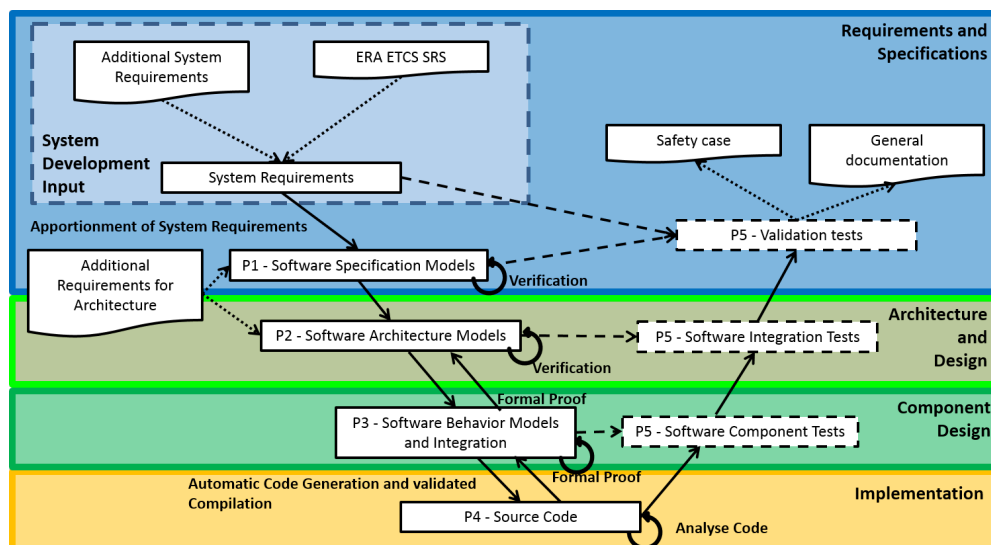 Additional System
Requirements
ERA ETCS SRS
Requirements and
Specifications
System
Development
Input
System Requirements
Safety case
General
documentation
Apportionment of System Requirements
P5 - Validation tests
Additional
Requirements for
Architecture
P1 - Software Specification Models
Verification
P2 - Software Architecture Models
Verification
P5 - Software Integration Tests
Architecture
and
Design
Formal Proof
P3 - Software Behavior Models
and Integration
Formal Proof
P5 - Software Component Tests
Component
Design
Automatic Code Generation and validated
Compilation
P4 - Source Code
Analyse Code
Implementation